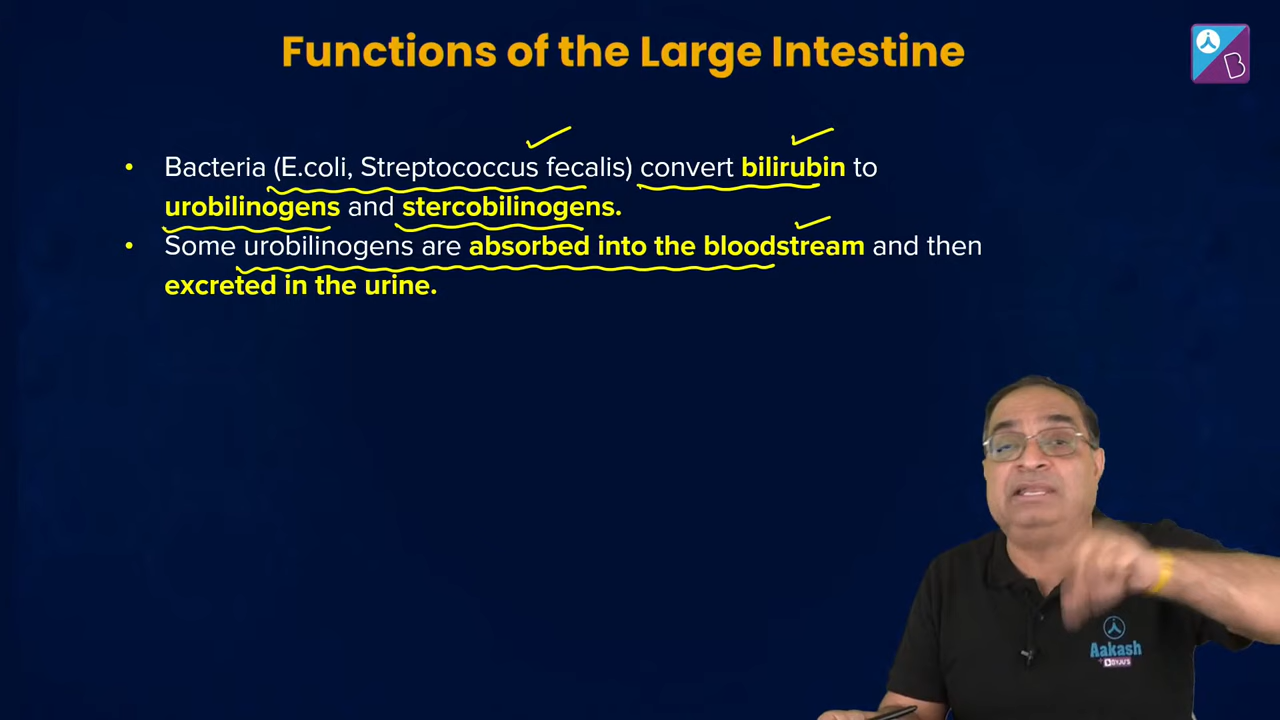 Functions of the Large Intestine
• Bacteria (E.coli, Streptococcus fecalis) convert bilirubin to
urobilinogens and stercobilinogens.
• Some urobilinogens are absorbed into the bloodstream and then
excreted in the urine.
Aakash
BYJU'S